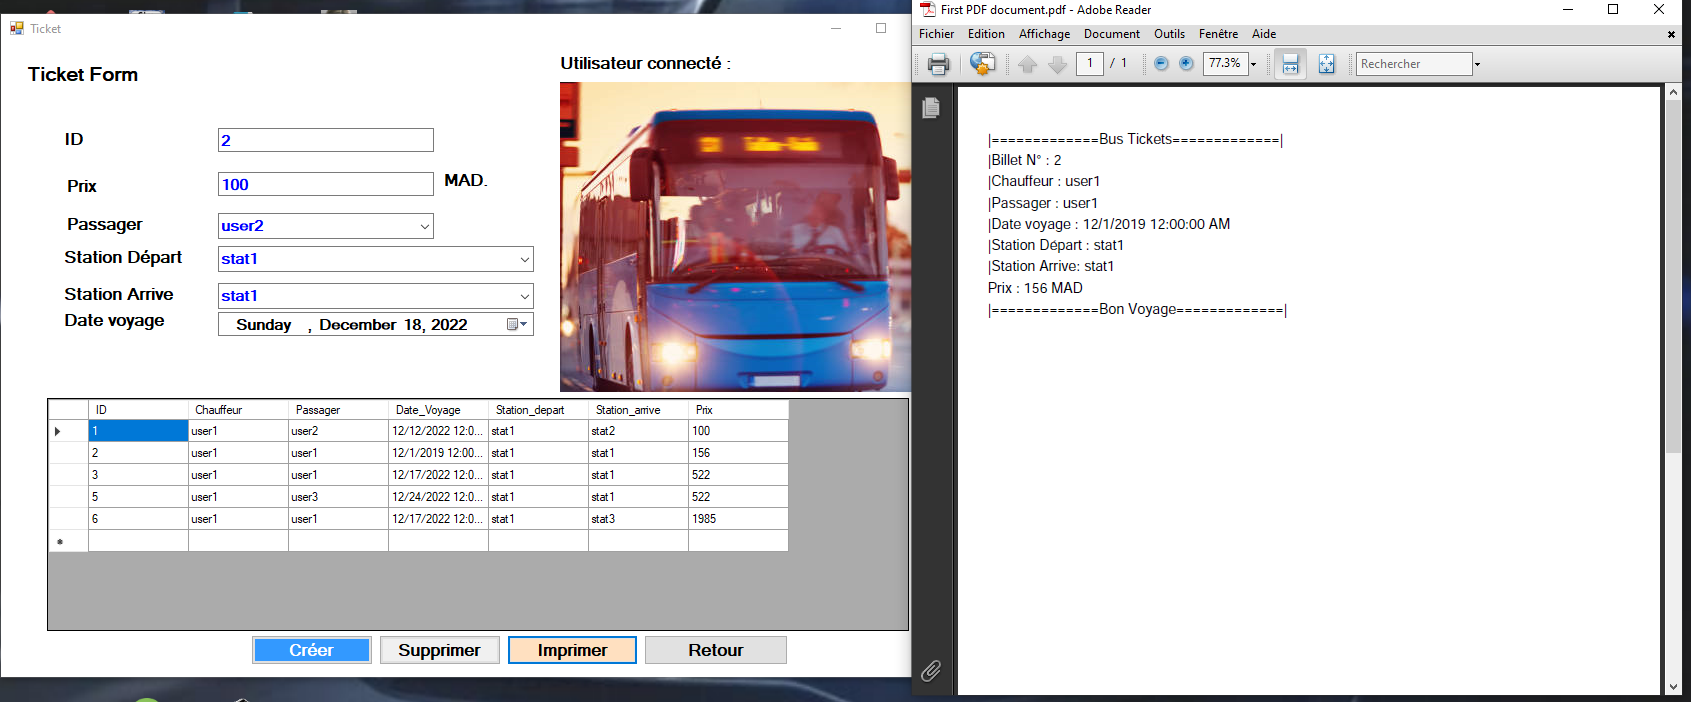 Ticket
Ticket Form
Utilisateur connecté :
ID
2
Prix
100
MAD.
Passager
user2
Station Départ
stat1
Station Arrive
stat1
Date voyage
Sunday , December 18, 2022
ID Chauffeur Passager Date_Voyage Station_depart Station_arrive Prix
1 user1 user2 12/12/2022 12:0... stat1 stat2 100
2 user1 user1 12/1/2019 12:00... stat1 stat1 156
3 user1 user1 12/17/2022 12:0... stat1 stat1 522
5 user1 user3 12/24/2022 12:0... stat1 stat1 522
6 user1 user1 12/17/2022 12:0... stat1 stat3 1985
Créer Supprimer Imprimer Retour
First PDF document.pdf - Adobe Reader
Fichier Edition Affichage Document Outils Fenêtre Aide
1 / 1 77.3% Rechercher
|=============Bus Tickets=============|
|Billet N° : 2
|Chauffeur : user1
|Passager : user1
|Date voyage : 12/1/2019 12:00:00 AM
|Station Départ : stat1
|Station Arrive: stat1
Prix : 156 MAD
|=============Bon Voyage=============|